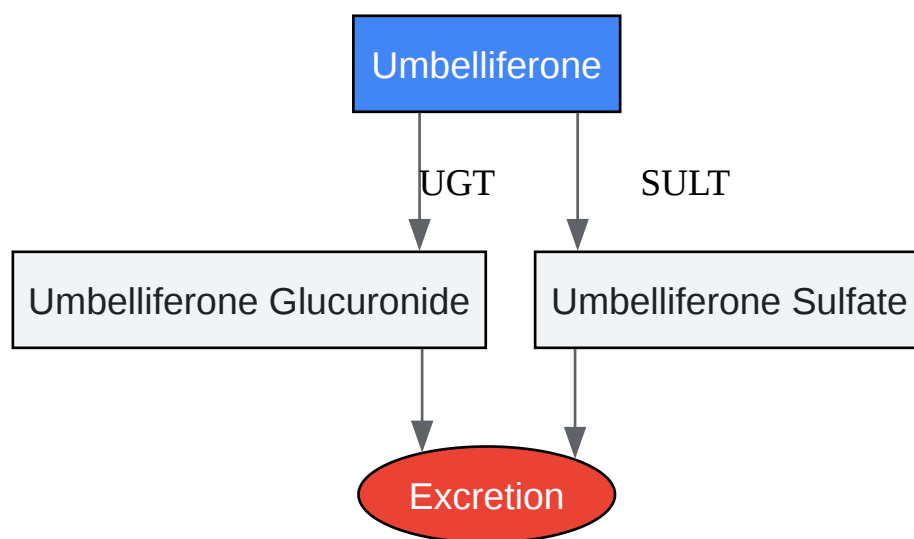 Umbelliferone
UGT
SULT
Umbelliferone Glucuronide
Umbelliferone Sulfate
Excretion